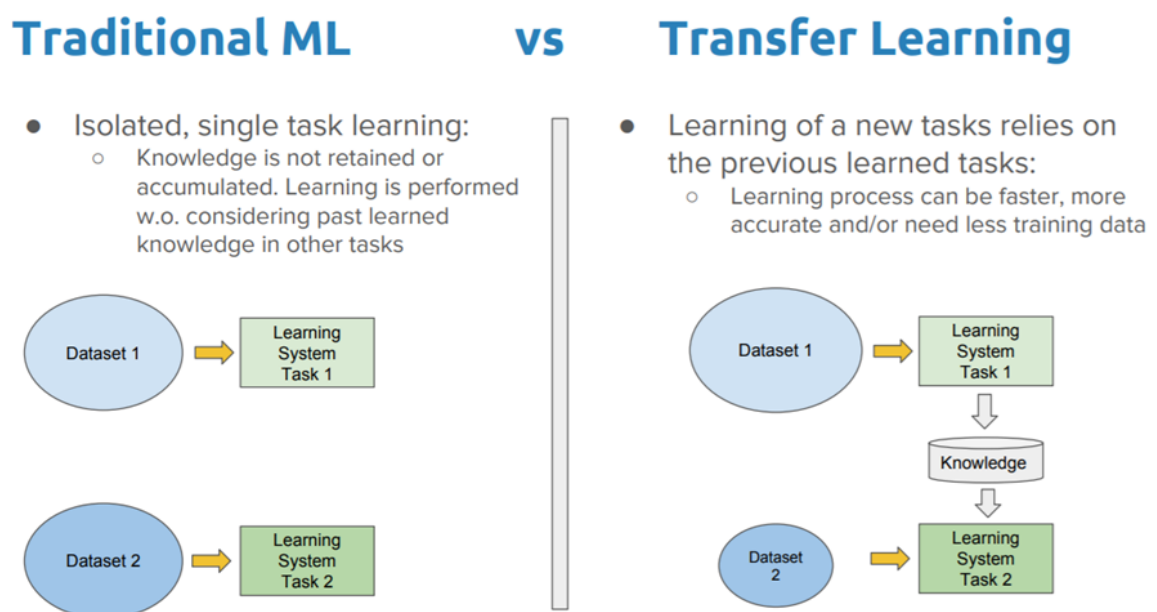 Traditional ML vs Transfer Learning
● Isolated, single task learning:
○ Knowledge is not retained or
accumulated. Learning is performed
w.o. considering past learned
knowledge in other tasks
Dataset 1
Learning
System
Task 1
Dataset 2
Learning
System
Task 2
● Learning of a new tasks relies on
the previous learned tasks:
○ Learning process can be faster, more
accurate and/or need less training data
Dataset 1
Learning
System
Task 1
Knowledge
Dataset
2
Learning
System
Task 2